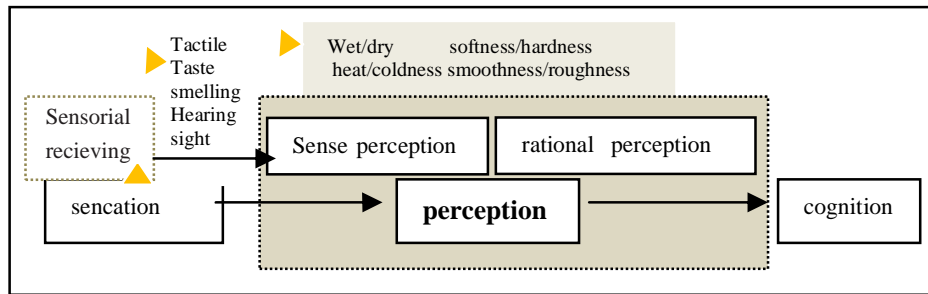 Tactile
Taste
smelling
Hearing
sight
Wet/dry softness/hardness
heat/coldness smoothness/roughness
Sensorial
recieving
Sense perception
rational perception
sencation
perception
cognition